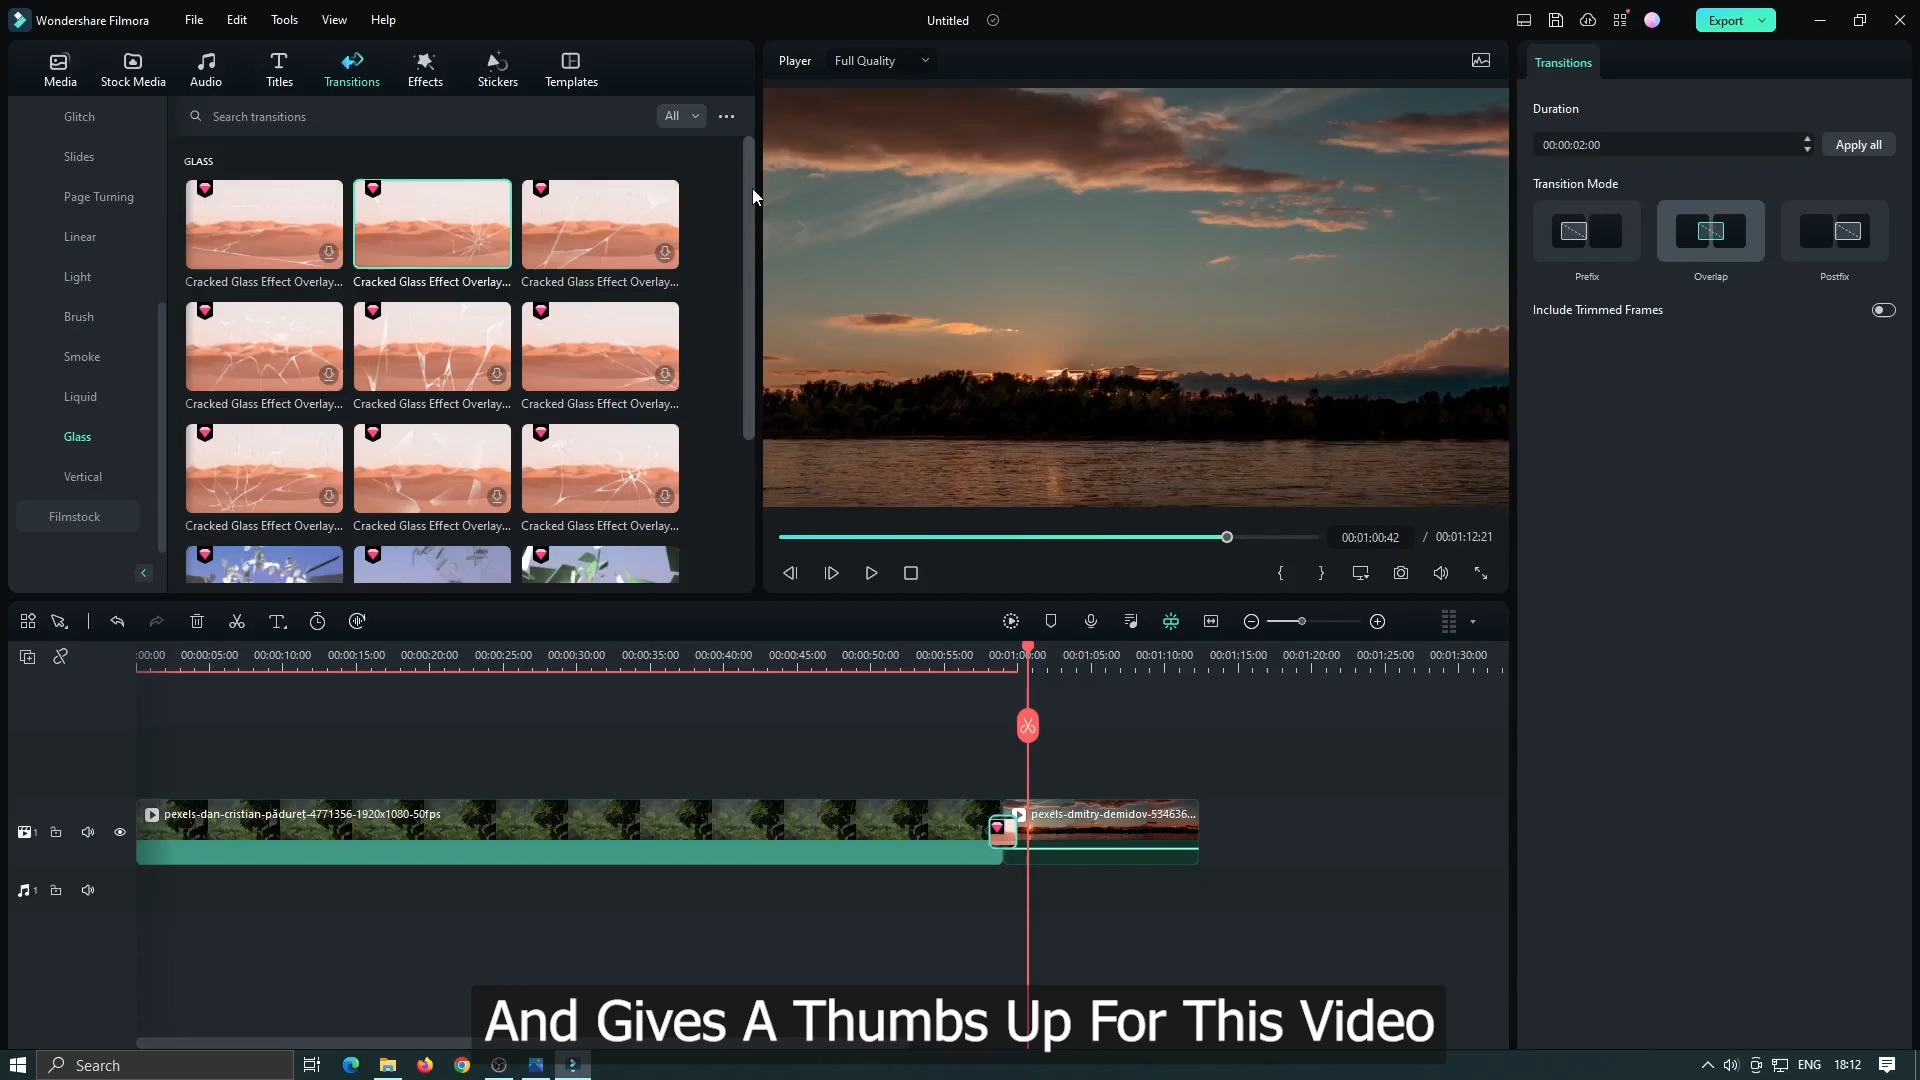 Wondershare Filmora
File
Edit
Tools
View
Help
Untitled
Export
Media
Stock Media
Audio
Titles
Transitions
Effects
Stickers
Templates
Player
Full Quality
Transitions
Glitch
Slides
Page Turning
Linear
Light
Brush
Smoke
Liquid
Glass
Vertical
Filmstock
Search transitions
All
GLASS
Cracked Glass Effect Overlay...
Cracked Glass Effect Overlay...
Cracked Glass Effect Overlay...
Cracked Glass Effect Overlay...
Cracked Glass Effect Overlay...
Cracked Glass Effect Overlay...
Cracked Glass Effect Overlay...
Cracked Glass Effect Overlay...
Cracked Glass Effect Overlay...
00:01:00:42 / 00:01:12:21
Duration
00:00:02:00
Apply all
Transition Mode
Prefix
Overlap
Postfix
Include Trimmed Frames
:00:00
00:00:05:00
00:00:10:00
00:00:15:00
00:00:20:00
00:00:25:00
00:00:30:00
00:00:35:00
00:00:40:00
00:00:45:00
00:00:50:00
00:00:55:00
00:01:00:00
00:01:05:00
00:01:10:00
00:01:15:00
00:01:20:00
00:01:25:00
00:01:30:00
pexels-dan-cristian-pădureț-4771356-1920x1080-50fps
pexels-dmitry-demidov-534636...
1
1
And Gives A Thumbs Up For This Video
Search
ENG
18:12